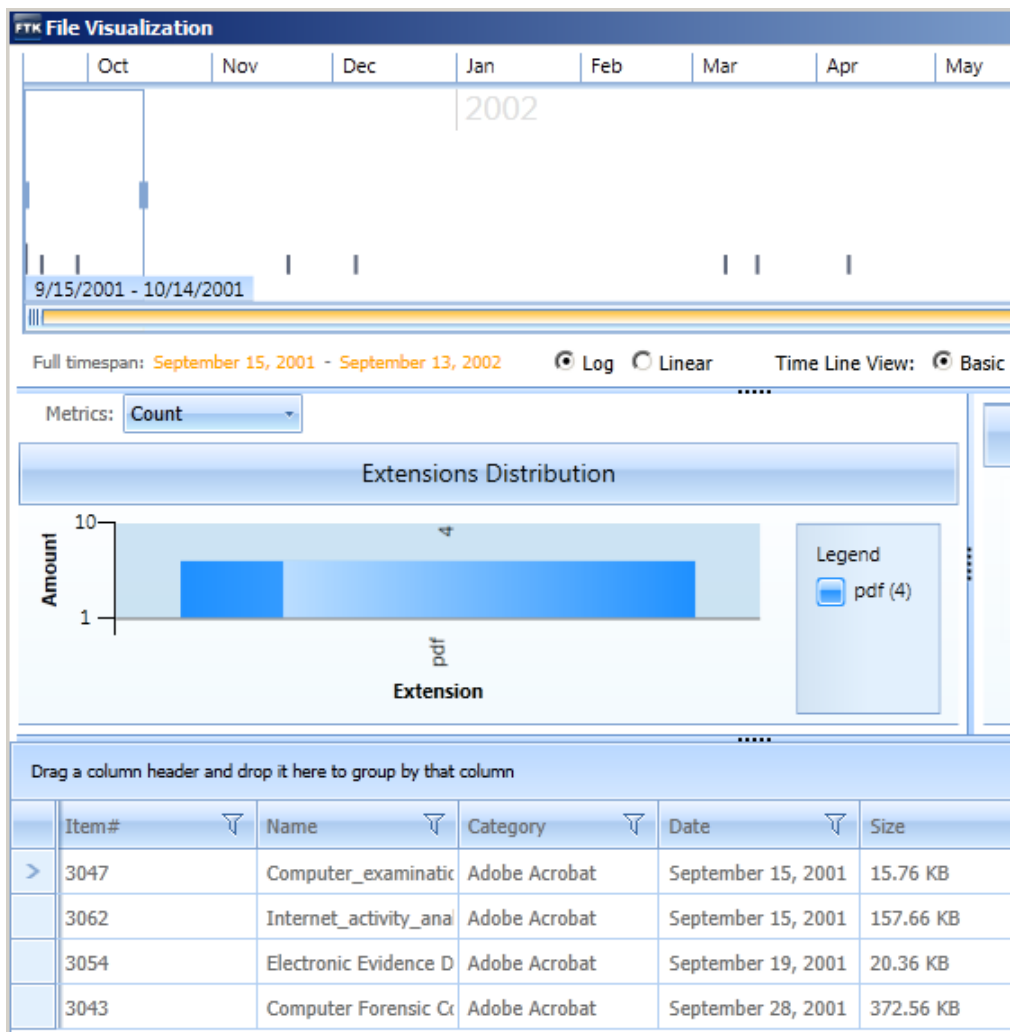 FTK File Visualization
Oct Nov Dec Jan Feb Mar Apr May
2002
9/15/2001 - 10/14/2001
Full timespan: September 15, 2001 - September 13, 2002 Log Linear Time Line View: Basic
Metrics: Count
Extensions Distribution
10
4
Amount
1
pdf
Extension
Legend
pdf (4)
Drag a column header and drop it here to group by that column
Item# Name Category Date Size
3047 Computer_examinatic Adobe Acrobat September 15, 2001 15.76 KB
3062 Internet_activity_anal Adobe Acrobat September 15, 2001 157.66 KB
3054 Electronic Evidence D Adobe Acrobat September 19, 2001 20.36 KB
3043 Computer Forensic Co Adobe Acrobat September 28, 2001 372.56 KB